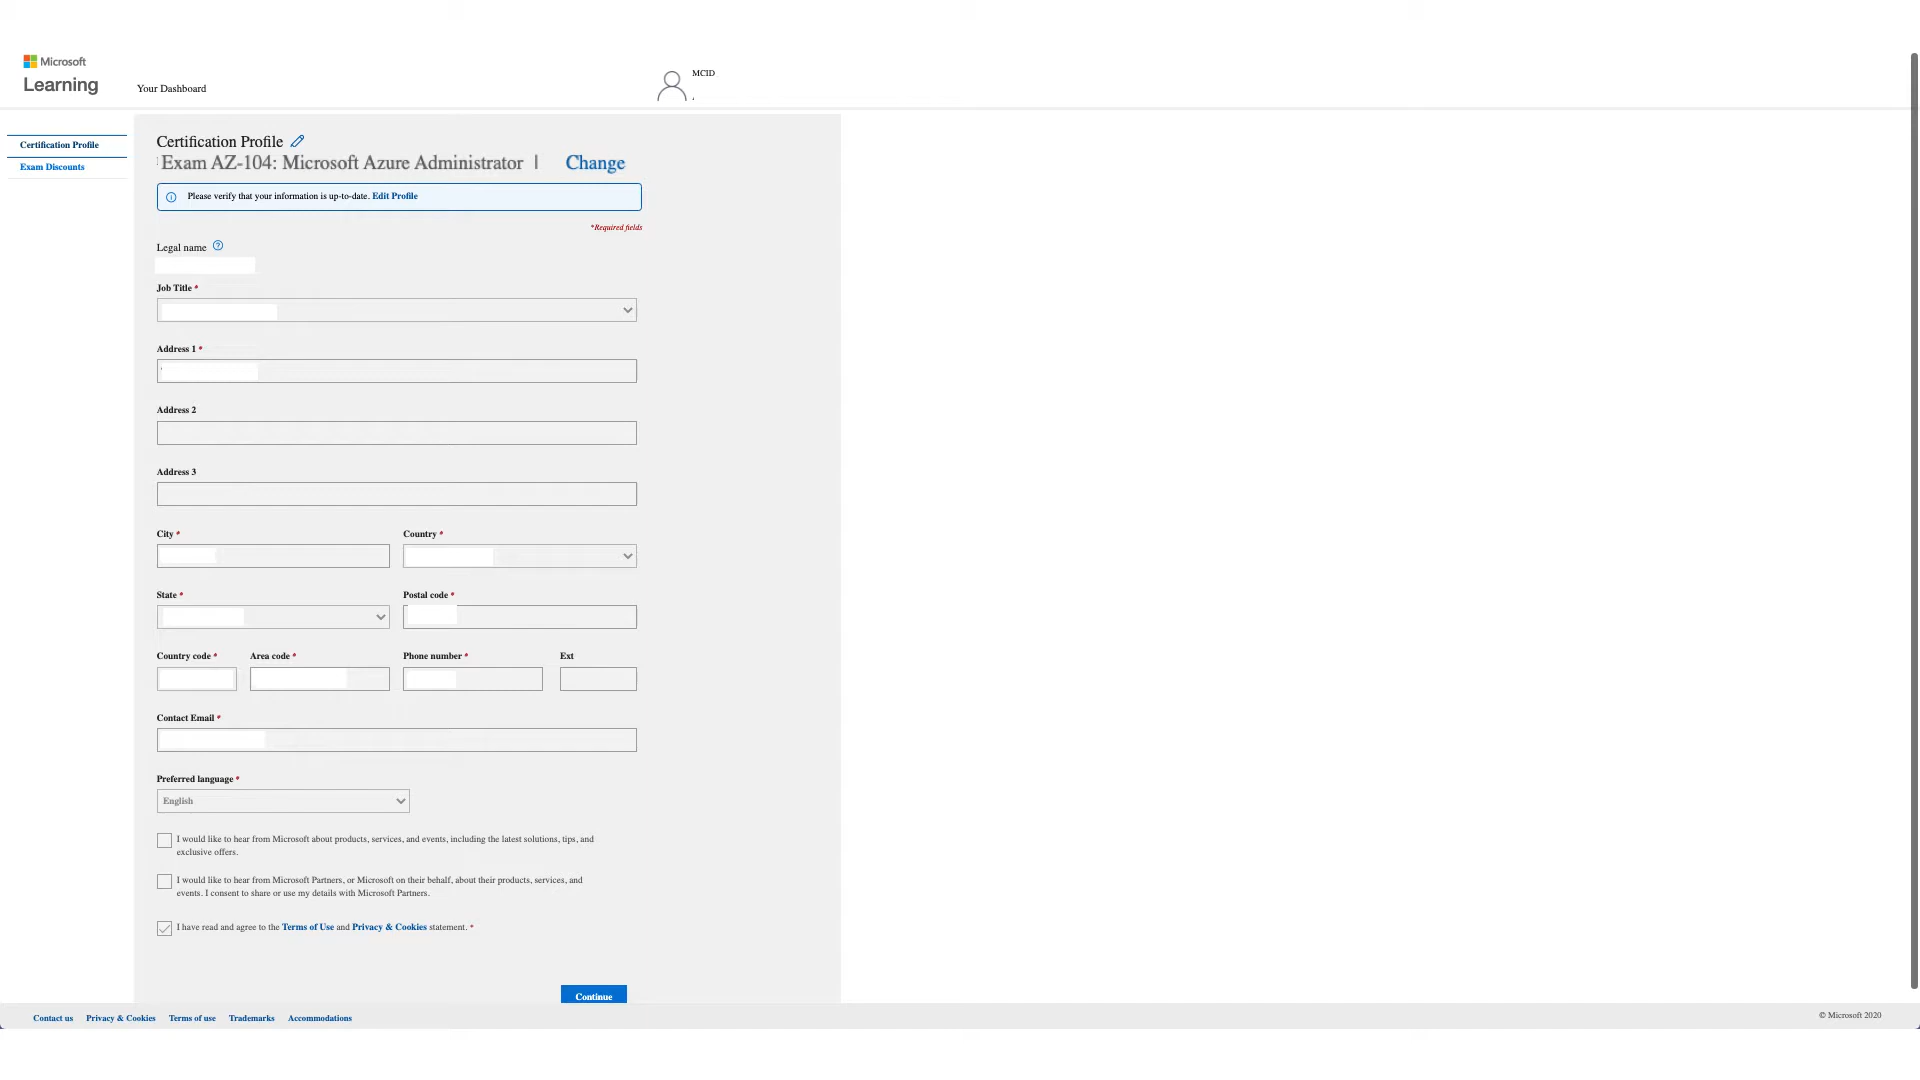 Microsoft
Learning
Your Dashboard
MCID
Certification Profile
Exam Discounts
Certification Profile
Exam AZ-104: Microsoft Azure Administrator | Change
Please verify that your information is up-to-date. Edit Profile
*Required fields
Legal name
Job Title *
Address 1 *
Address 2
Address 3
City * Country *
State * Postal code *
Country code * Area code * Phone number * Ext
Contact Email *
Preferred language *
English
I would like to hear from Microsoft about products, services, and events, including the latest solutions, tips, and
exclusive offers.
I would like to hear from Microsoft Partners, or Microsoft on their behalf, about their products, services, and
events. I consent to share or use my details with Microsoft Partners.
I have read and agree to the Terms of Use and Privacy & Cookies statement. *
Continue
Contact us Privacy & Cookies Terms of use Trademarks Accommodations © Microsoft 2020